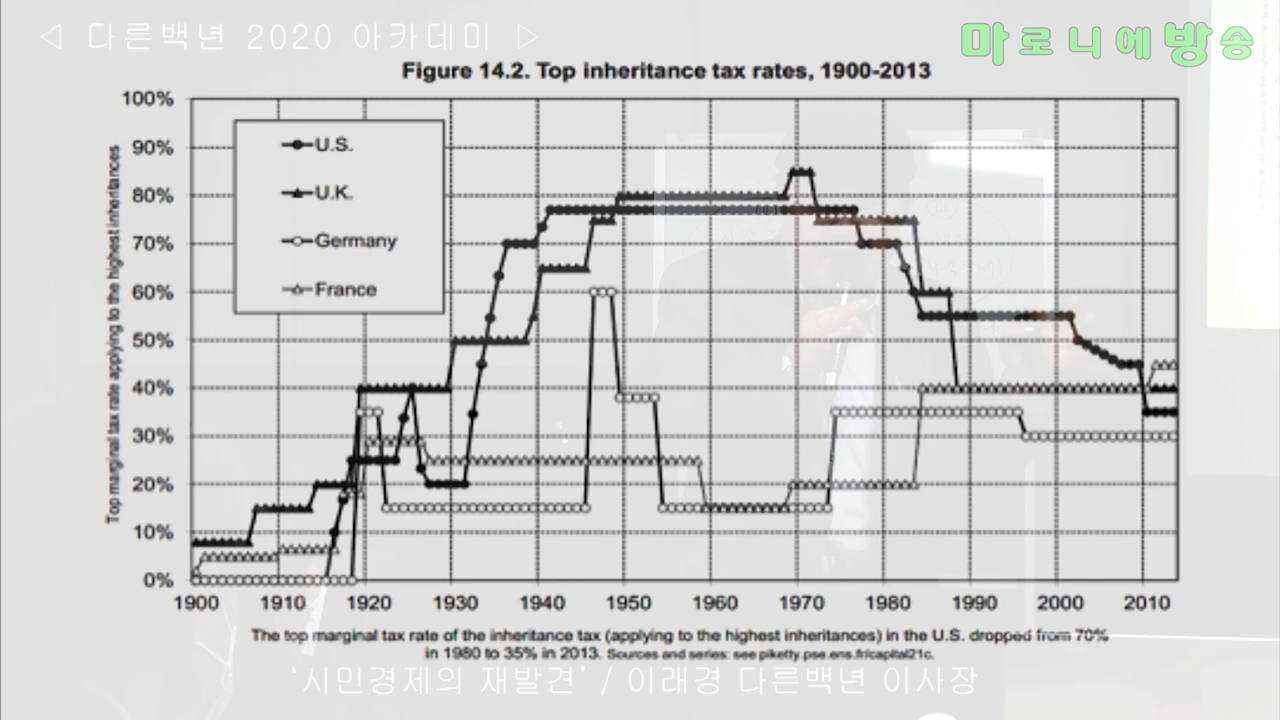 ◁ 다른백년 2020 아카데미 ▷
마로니에방송
Figure 14.2. Top inheritance tax rates, 1900-2013
Top marginal tax rate applying to the highest inheritances
100%
90%
80%
70%
60%
50%
40%
30%
20%
10%
0%
U.S.
U.K.
Germany
France
1900 1910 1920 1930 1940 1950 1960 1970 1980 1990 2000 2010
The top marginal tax rate of the inheritance tax (applying to the highest inheritances) in the U.S. dropped from 70%
in 1980 to 35% in 2013. Sources and series: see piketty.pse.ens.fr/capital21c.
‘시민경제의 재발견’ / 이래경 다른백년 이사장